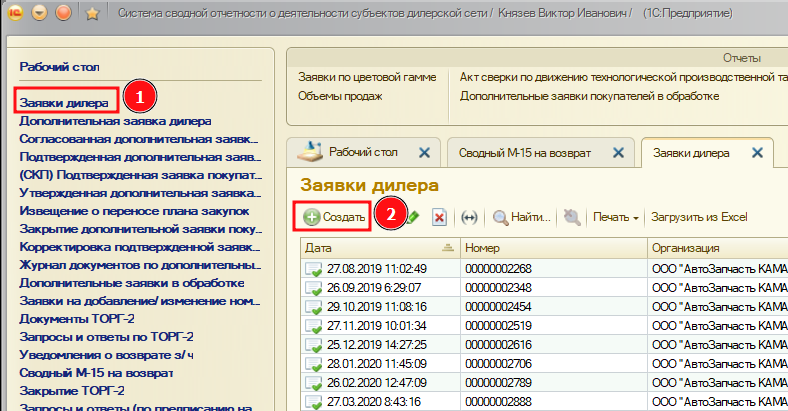 Система сводной отчетности о деятельности субъектов дилерской сети / Князев Виктор Иванович / (1С:Предприятие)
Рабочий стол
Заявки дилера
1
Дополнительная заявка дилера
Согласованная дополнительная заявк...
Подтвержденная дополнительная заяв...
(СКП) Подтвержденная заявка покупат...
Утвержденная дополнительная заявка...
Извещение о переносе плана закупок
Закрытие дополнительной заявки поку...
Корректировка подтвержденной заявк...
Журнал документов по дополнительны...
Дополнительные заявки в обработке
Заявки на добавление/изменение ном...
Документы ТОРГ-2
Запросы и ответы по ТОРГ-2
Уведомления о возврате з/ч
Сводный М-15 на возврат
Закрытие ТОРГ-2
Запросы и ответы (по предписанию на
Отчеты
Заявки по цветовой гамме
Акт сверки по движению технологической производственной та
Объемы продаж
Дополнительные заявки покупателей в обработке
Рабочий стол
Сводный М-15 на возврат
Заявки дилера
Заявки дилера
Создать
2
Найти...
Печать
Загрузить из Excel
Дата Номер Организация
27.08.2019 11:02:49 00000002268 ООО "АвтоЗапчасть КАМА
26.09.2019 6:29:07 00000002348 ООО "АвтоЗапчасть КАМА
29.10.2019 11:08:16 00000002454 ООО "АвтоЗапчасть КАМА
27.11.2019 10:01:34 00000002519 ООО "АвтоЗапчасть КАМА
25.12.2019 14:27:25 00000002616 ООО "АвтоЗапчасть КАМА
28.01.2020 11:45:09 00000002706 ООО "АвтоЗапчасть КАМА
26.02.2020 12:47:09 00000002789 ООО "АвтоЗапчасть КАМА
27.03.2020 8:43:16 00000002888 ООО "АвтоЗапчасть КАМА